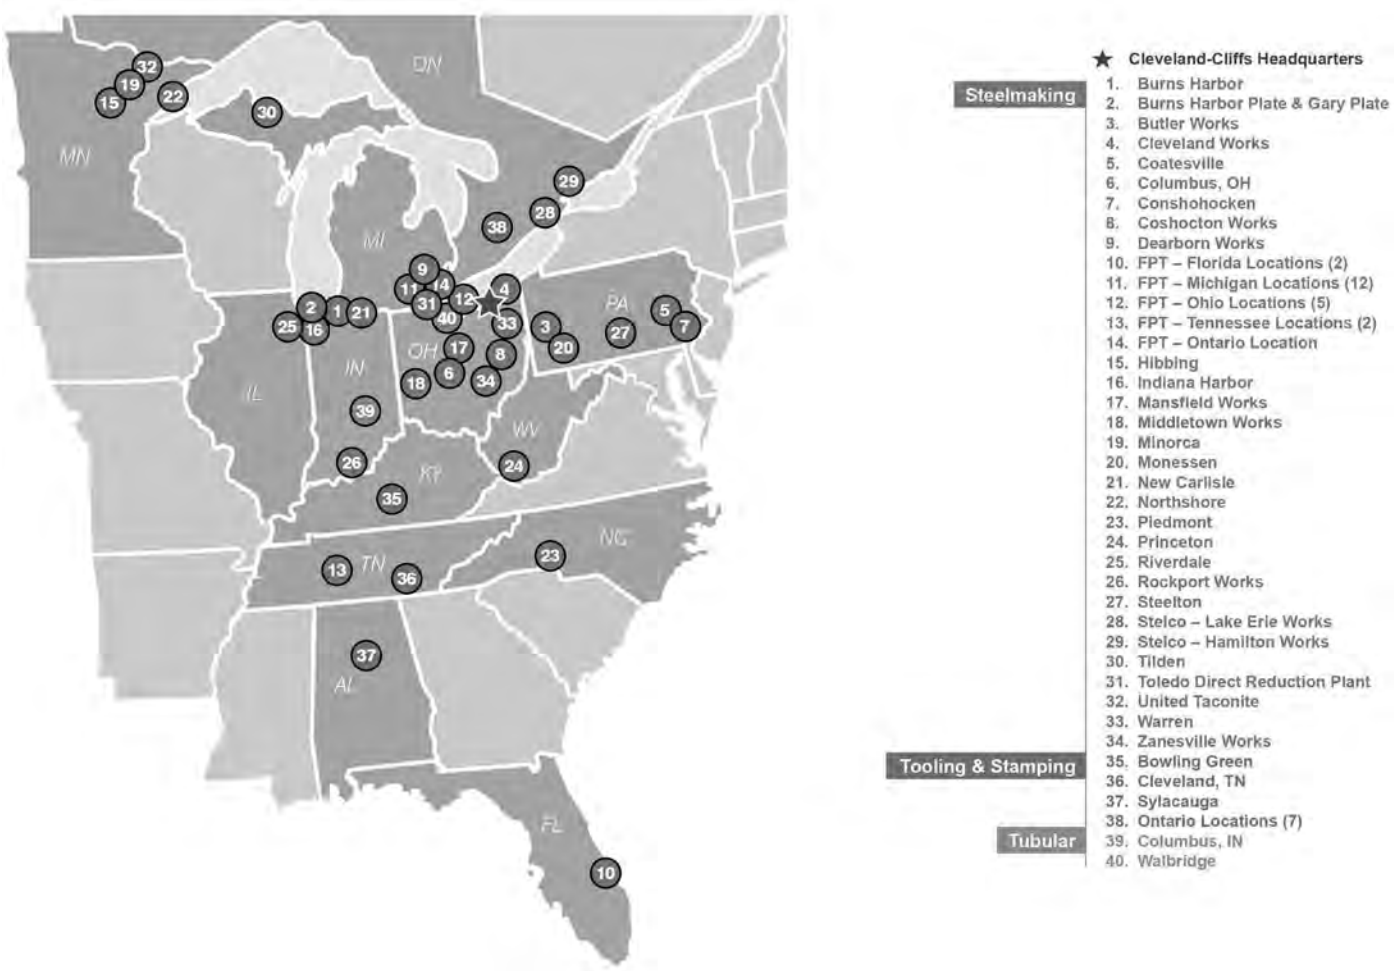 ON
32
19
15
22
30
MN
29
28
38
MI
9
11
14
31
12
4
40
33
2
1
21
25
16
PA
5
7
3
27
20
OH
17
8
6
18
34
IN
IL
39
WV
26
24
KY
35
NC
23
TN
13
36
37
AL
FL
10
Cleveland-Cliffs Headquarters
Steelmaking
1. Burns Harbor
2. Burns Harbor Plate & Gary Plate
3. Butler Works
4. Cleveland Works
5. Coatesville
6. Columbus, OH
7. Conshohocken
8. Coshocton Works
9. Dearborn Works
10. FPT – Florida Locations (2)
11. FPT – Michigan Locations (12)
12. FPT – Ohio Locations (5)
13. FPT – Tennessee Locations (2)
14. FPT – Ontario Location
15. Hibbing
16. Indiana Harbor
17. Mansfield Works
18. Middletown Works
19. Minorca
20. Monessen
21. New Carlisle
22. Northshore
23. Piedmont
24. Princeton
25. Riverdale
26. Rockport Works
27. Steelton
28. Stelco – Lake Erie Works
29. Stelco – Hamilton Works
30. Tilden
31. Toledo Direct Reduction Plant
32. United Taconite
33. Warren
34. Zanesville Works
Tooling & Stamping
35. Bowling Green
36. Cleveland, TN
37. Sylacauga
38. Ontario Locations (7)
Tubular
39. Columbus, IN
40. Walbridge